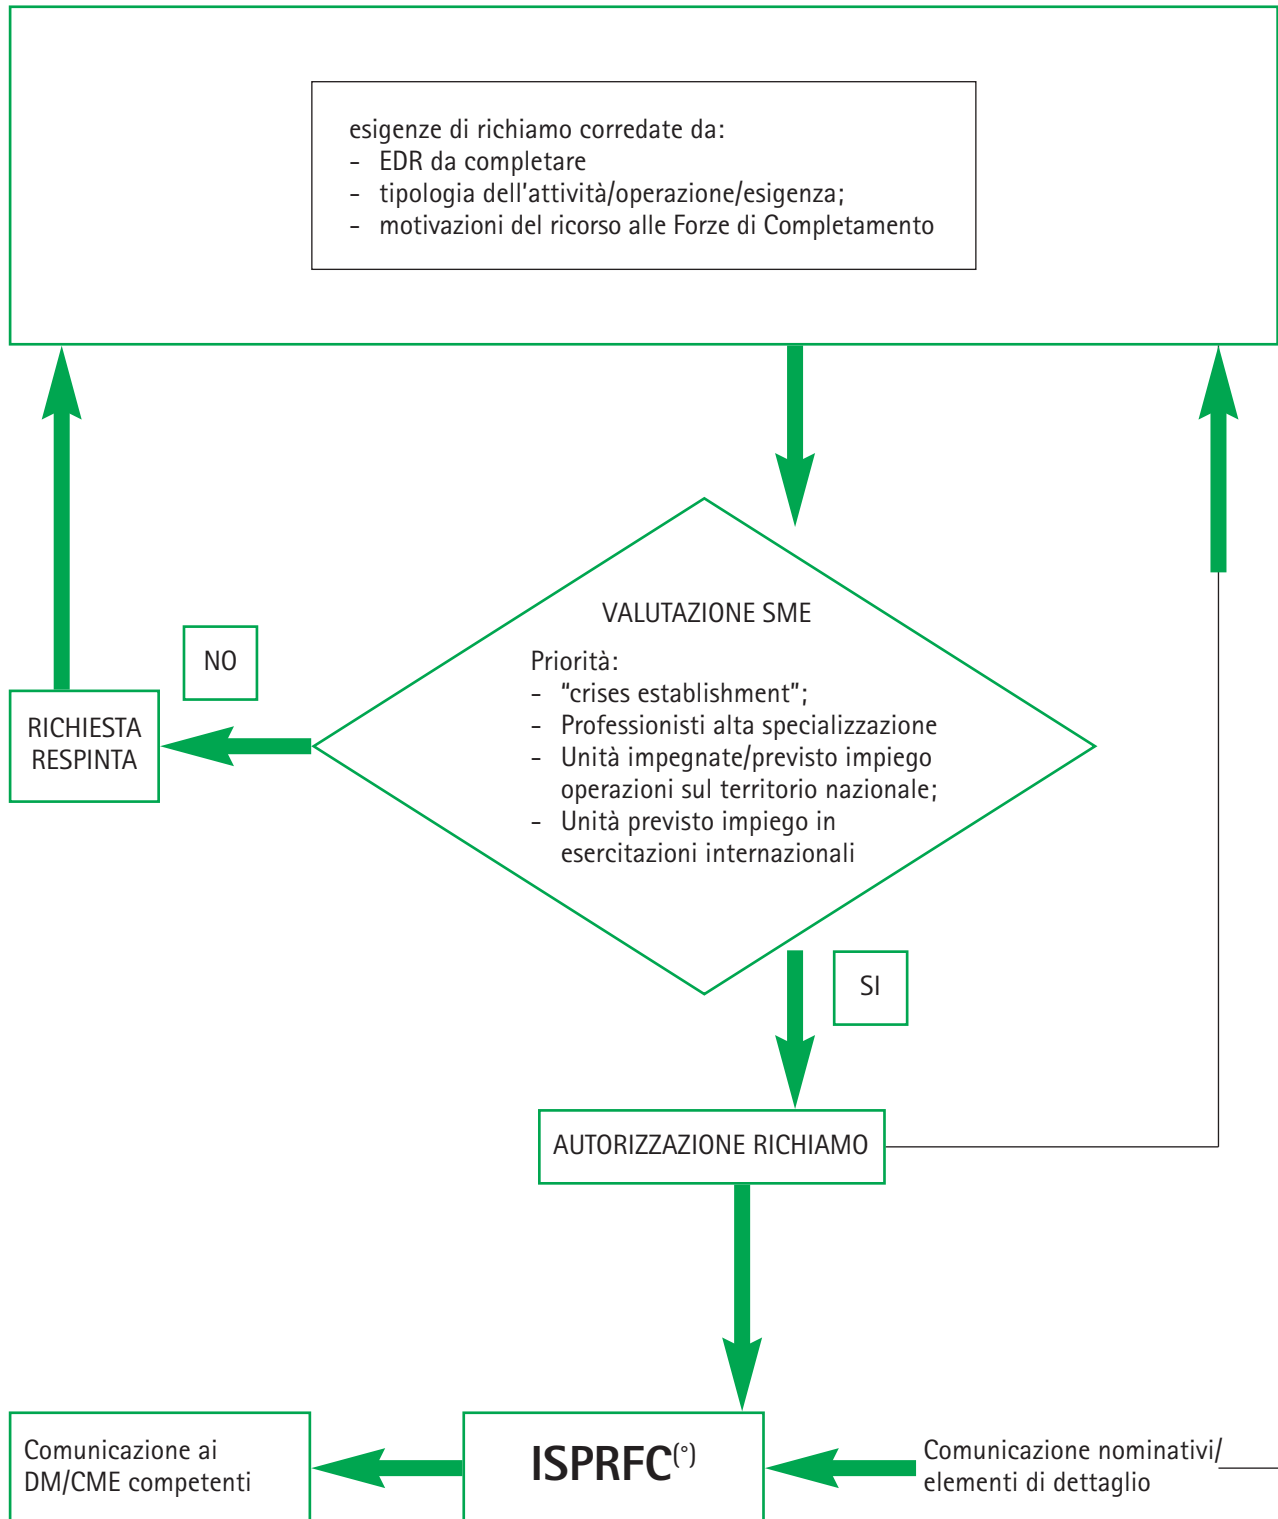 esigenze di richiamo corredate da:
- EDR da completare
- tipologia dell'attività/operazione/esigenza;
- motivazioni del ricorso alle Forze di Completamento
VALUTAZIONE SME
Priorità:
- “crises establishment”;
- Professionisti alta specializzazione
- Unità impegnate/previsto impiego
operazioni sul territorio nazionale;
- Unità previsto impiego in
esercitazioni internazionali
NO
RICHIESTA
RESPINTA
SI
AUTORIZZAZIONE RICHIAMO
Comunicazione ai
DM/CME competenti
ISPRFC(°)
Comunicazione nominativi/
elementi di dettaglio